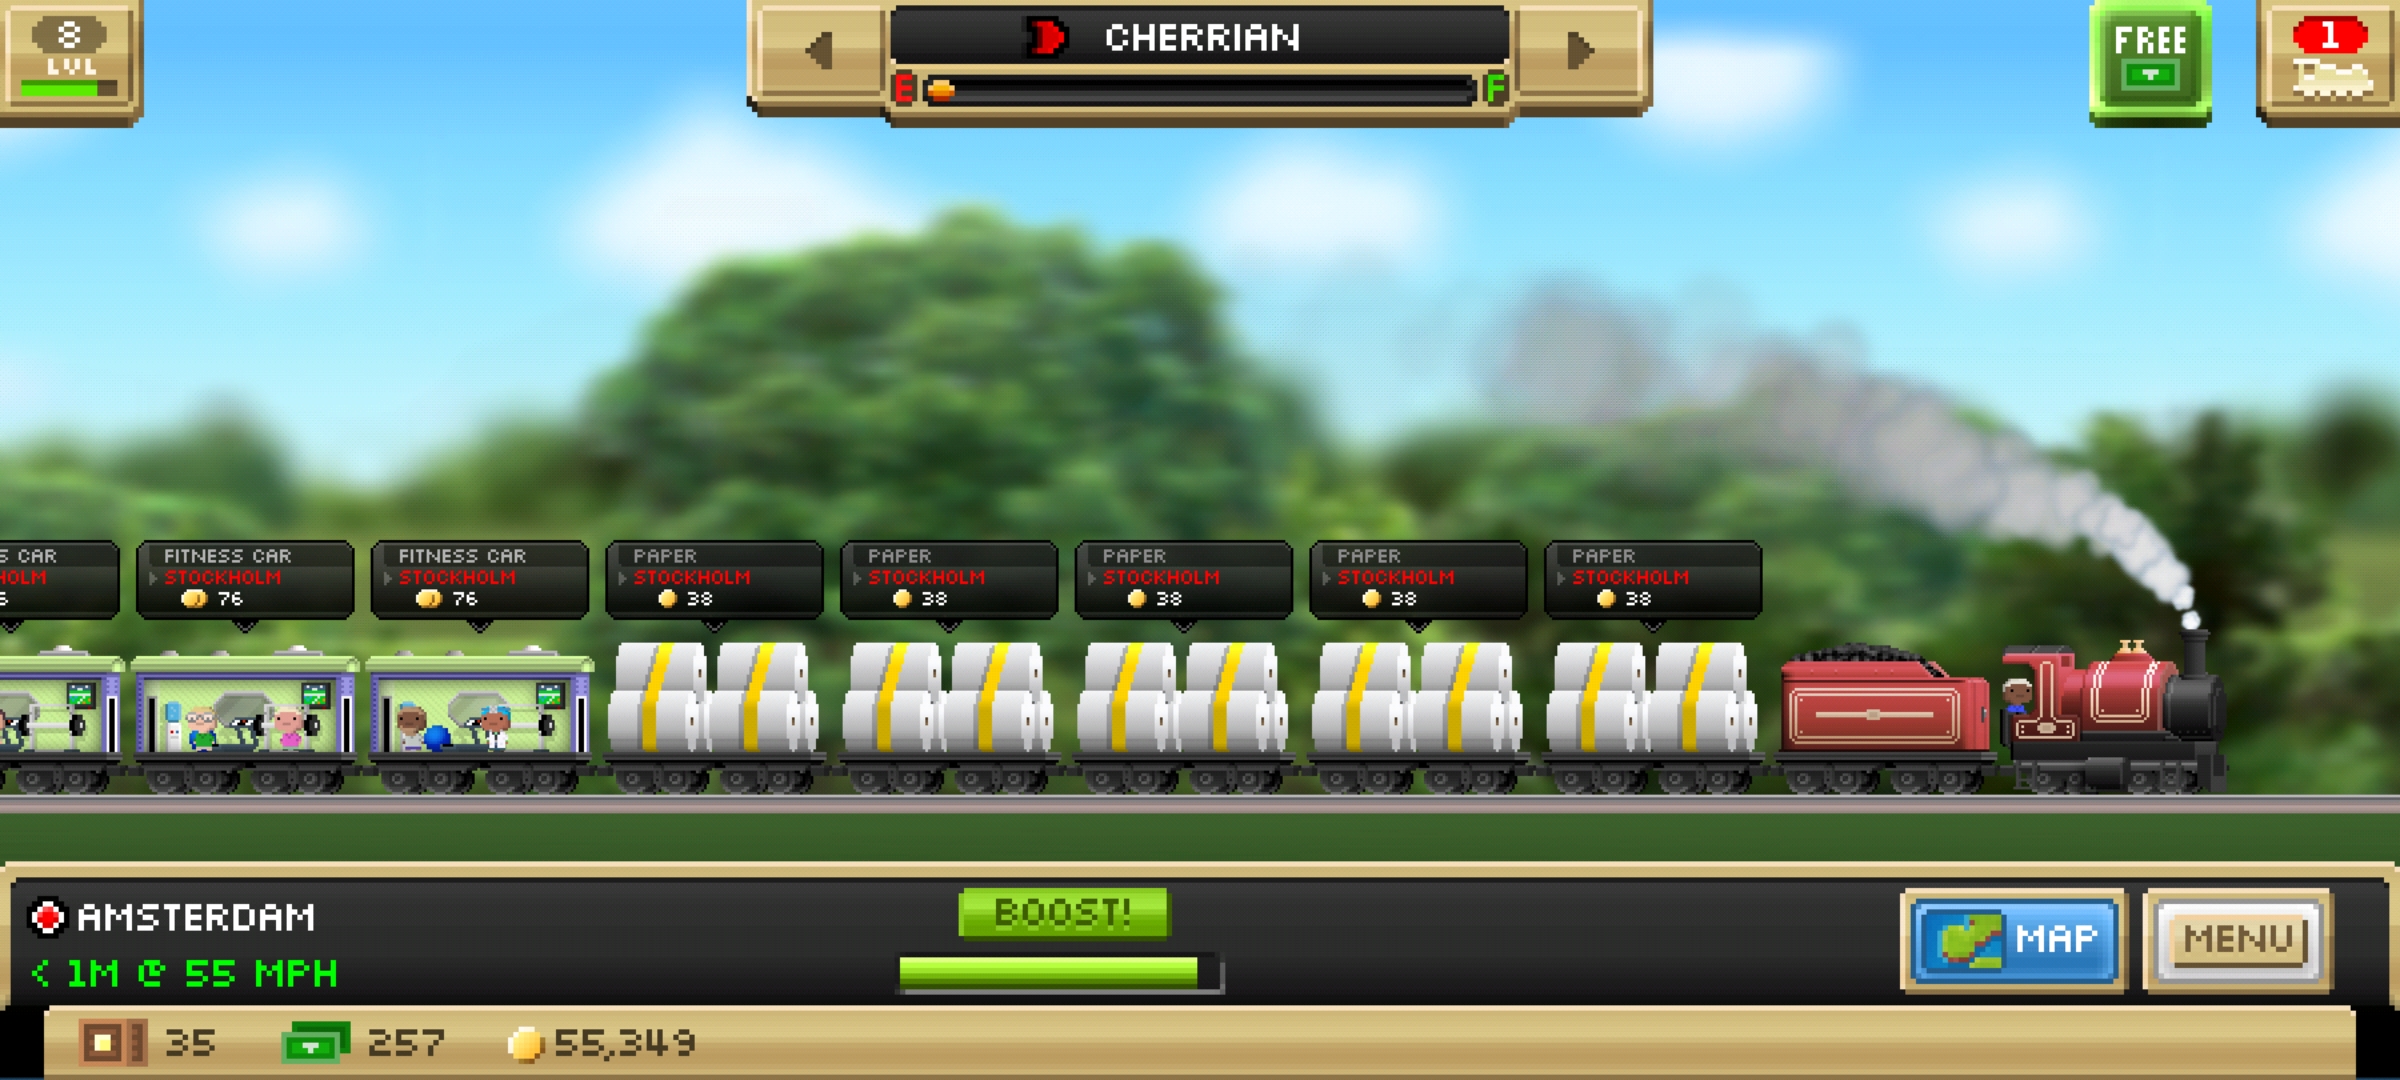 8
LVL
CHERRIAN
E F
FREE
1
S CAR
HOLM
FITNESS CAR
STOCKHOLM
76
FITNESS CAR
STOCKHOLM
76
PAPER
STOCKHOLM
38
PAPER
STOCKHOLM
38
PAPER
STOCKHOLM
38
PAPER
STOCKHOLM
38
PAPER
STOCKHOLM
38
AMSTERDAM
< 1M @ 55 MPH
BOOST!
MAP
MENU
35
257
55,349